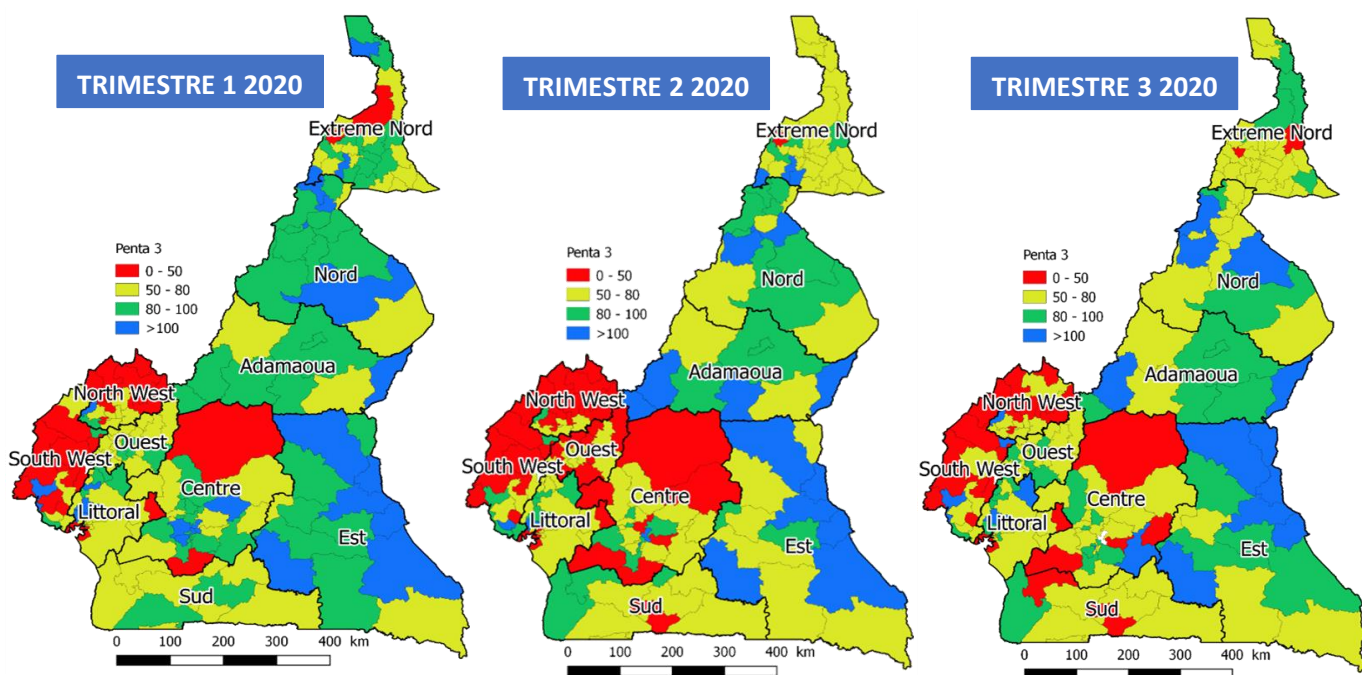 TRIMESTRE 1 2020
Extreme Nord
Penta 3
0 - 50
50 - 80
80 - 100
>100
Nord
Adamaoua
North West
Ouest
South West
Centre
Littoral
Est
Sud
0 100 200 300 400 km
TRIMESTRE 2 2020
Extreme Nord
Penta 3
0 - 50
50 - 80
80 - 100
>100
Nord
Adamaoua
North West
Ouest
South West
Centre
Littoral
Est
Sud
0 100 200 300 400 km
TRIMESTRE 3 2020
Extreme Nord
Penta 3
0 - 50
50 - 80
80 - 100
>100
Nord
Adamaoua
North West
Ouest
South West
Centre
Littoral
Est
Sud
0 100 200 300 400 km